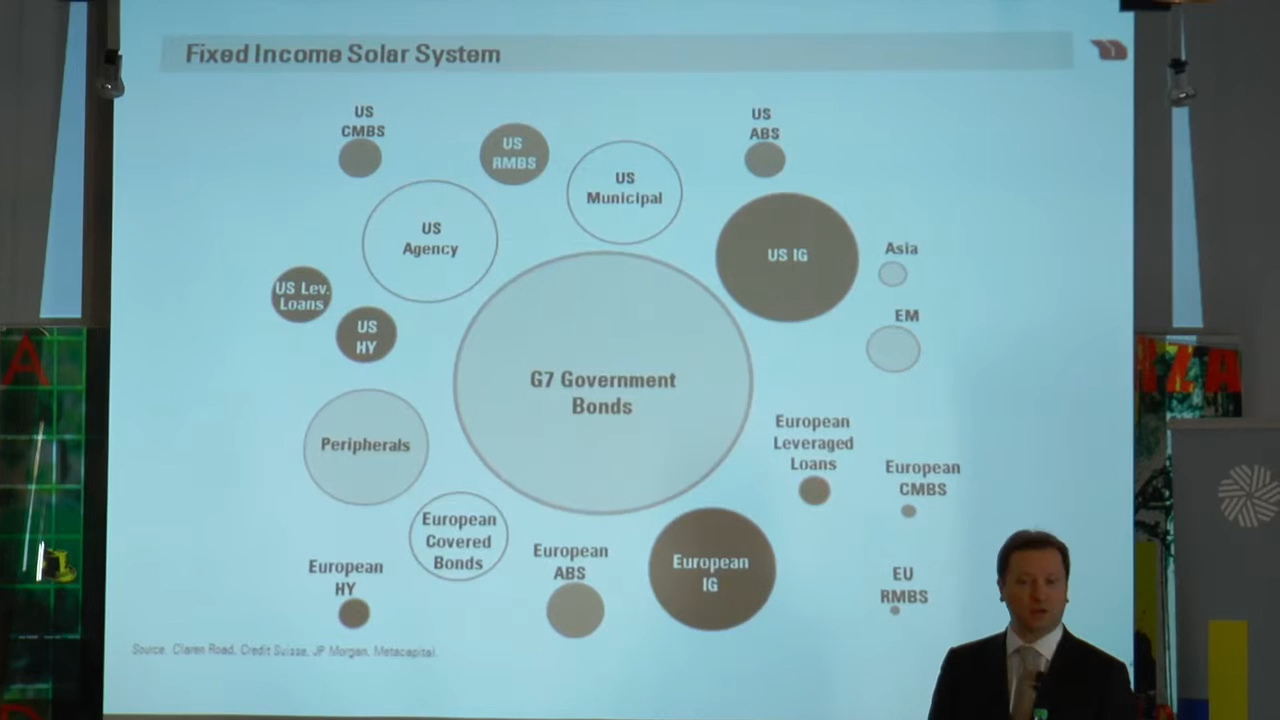 Fixed Income Solar System
US
CMBS
US
RMBS
US
Municipal
US
ABS
US
Agency
US IG
Asia
US Lev.
Loans
US
HY
EM
G7 Government
Bonds
Peripherals
European
Leveraged
Loans
European
CMBS
European
Covered
Bonds
European
HY
European
ABS
European
IG
EU
RMBS
Source. Claren Road, Credit Suisse, JP Morgan, Metacapital.
A
D